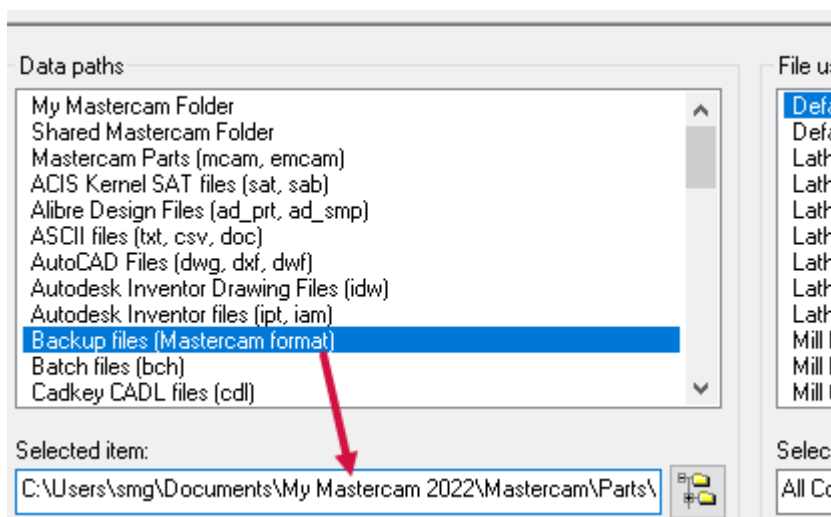 Data paths
My Mastercam Folder
Shared Mastercam Folder
Mastercam Parts (mcam, emcam)
ACIS Kernel SAT files (sat, sab)
Alibre Design Files (ad_prt, ad_smp)
ASCII files (txt, csv, doc)
AutoCAD Files (dwg, dxf, dwf)
Autodesk Inventor Drawing Files (idw)
Autodesk Inventor files (ipt, iam)
Backup files (Mastercam format)
Batch files (bch)
Cadkey CADL files (cdl)
Selected item:
C:\Users\smg\Documents\My Mastercam 2022\Mastercam\Parts\
File u
Defa
Defa
Lath
Lath
Lath
Lath
Lath
Lath
Lath
Mill
Mill
Mill
Selec
All Co